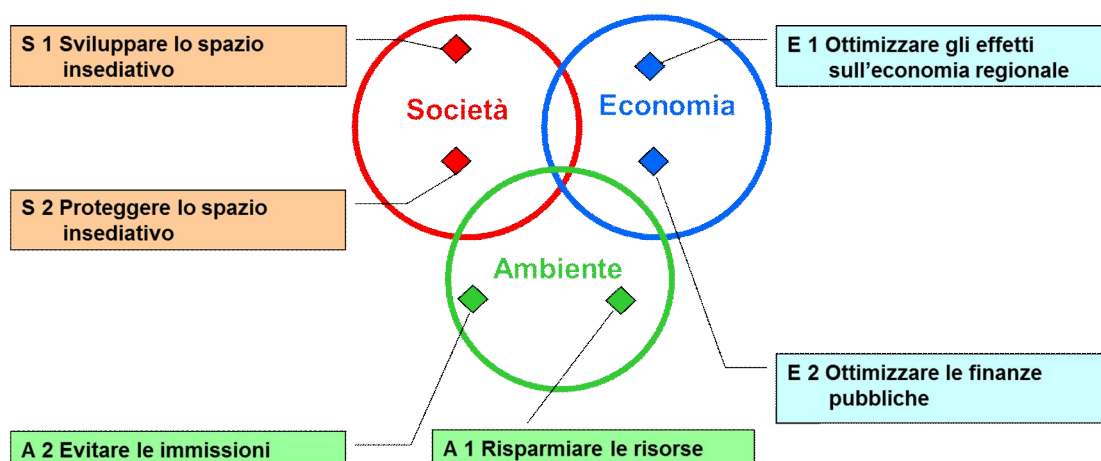 S 1 Sviluppare lo spazio
insediativo
E 1 Ottimizzare gli effetti
sull'economia regionale
Società
Economia
S 2 Proteggere lo spazio
insediativo
Ambiente
E 2 Ottimizzare le finanze
pubbliche
A 2 Evitare le immissioni
A 1 Risparmiare le risorse